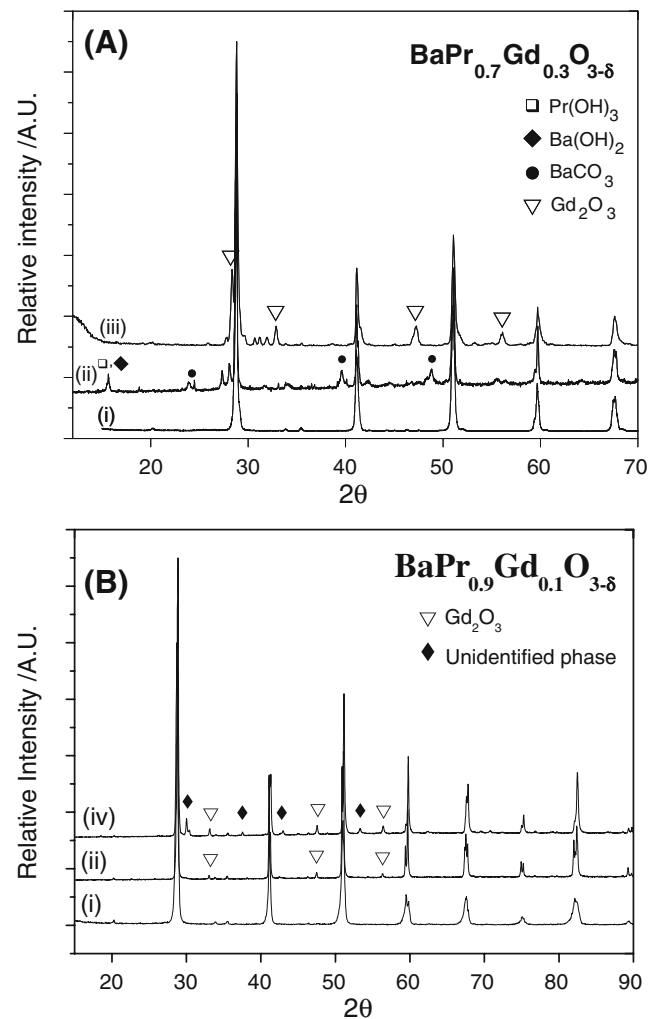 (A)
BaPr0.7Gd0.3O3-δ
Pr(OH)3
Ba(OH)2
BaCO3
Gd2O3
(iii)
(ii)
,
(i)
Relative intensity /A.U.
20 30 40 50 60 70
2θ
(B)
BaPr0.9Gd0.1O3-δ
Gd2O3
Unidentified phase
(iv)
(ii)
(i)
Relative Intensity /A.U.
20 30 40 50 60 70 80 90
2θ